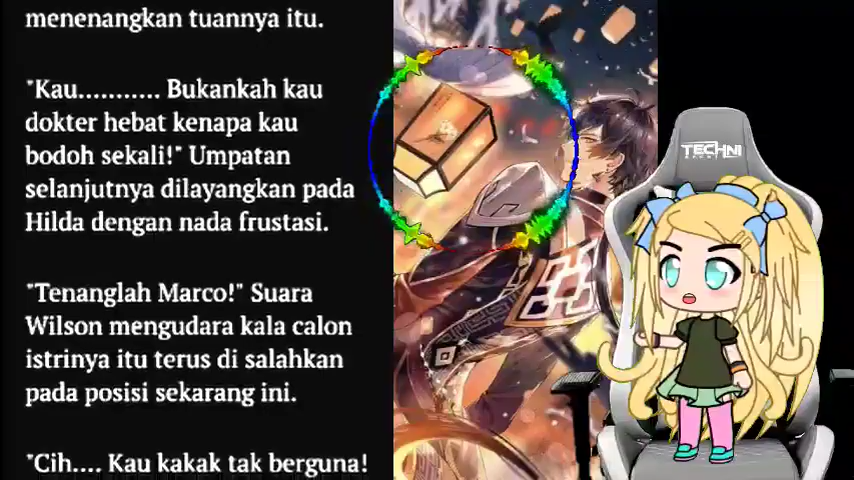 menenangkan tuannya itu.
"Kau........... Bukankah kau
dokter hebat kenapa kau
bodoh sekali!" Umpatan
selanjutnya dilayangkan pada
Hilda dengan nada frustasi.
"Tenanglah Marco!" Suara
Wilson mengudara kala calon
istrinya itu terus di salahkan
pada posisi sekarang ini.
"Cih.... Kau kakak tak berguna!
TECHNI